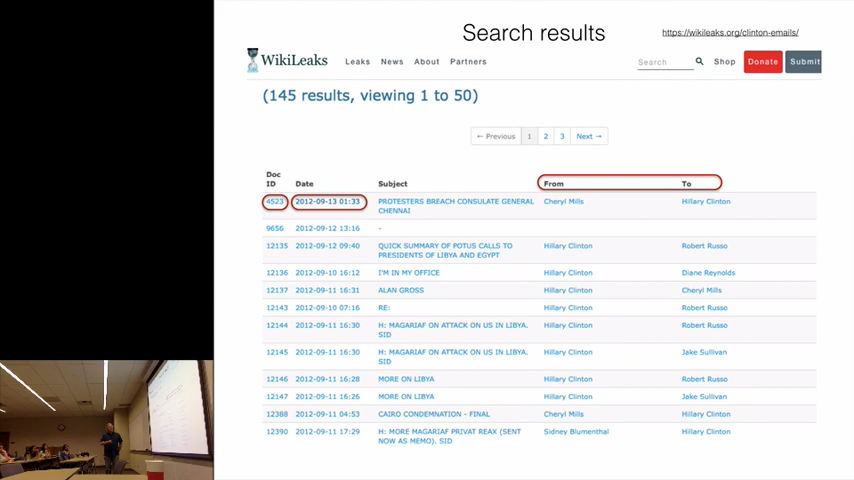 Search results
https://wikileaks.org/clinton-emails/
WikiLeaks Leaks News About Partners Search Shop Donate Submit
(145 results, viewing 1 to 50)
← Previous 1 2 3 Next →
Doc ID Date Subject From To
4523 2012-09-13 01:33 PROTESTERS BREACH CONSULATE GENERAL Cheryl Mills Hillary Clinton
CHENNAI
9656 2012-09-12 13:16 -
12135 2012-09-12 09:40 QUICK SUMMARY OF POTUS CALLS TO Hillary Clinton Robert Russo
PRESIDENTS OF LIBYA AND EGYPT
12136 2012-09-10 16:12 I'M IN MY OFFICE Hillary Clinton Diane Reynolds
12137 2012-09-11 16:31 ALAN GROSS Hillary Clinton Cheryl Mills
12143 2012-09-10 07:16 RE: Hillary Clinton Robert Russo
12144 2012-09-11 16:30 H: MAGARIAF ON ATTACK ON US IN LIBYA. Hillary Clinton Robert Russo
SID
12145 2012-09-11 16:30 H: MAGARIAF ON ATTACK ON US IN LIBYA. Hillary Clinton Jake Sullivan
SID
12146 2012-09-11 16:28 MORE ON LIBYA Hillary Clinton Robert Russo
12147 2012-09-11 16:26 MORE ON LIBYA Hillary Clinton Jake Sullivan
12388 2012-09-11 04:53 CAIRO CONDEMNATION - FINAL Cheryl Mills Hillary Clinton
12390 2012-09-11 17:29 H: MORE MAGARIAF PRIVAT REAX (SENT Sidney Blumenthal Hillary Clinton
NOW AS MEMO). SID